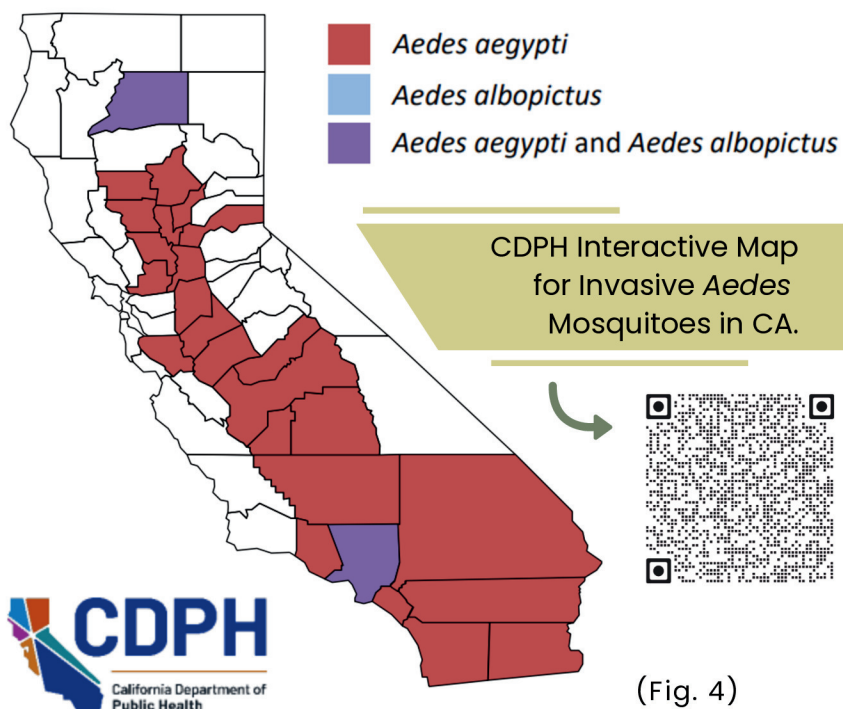 Aedes aegypti
Aedes albopictus
Aedes aegypti and Aedes albopictus
CDPH Interactive Map
for Invasive Aedes
Mosquitoes in CA.
CDPH
California Department of
Public Health
(Fig. 4)